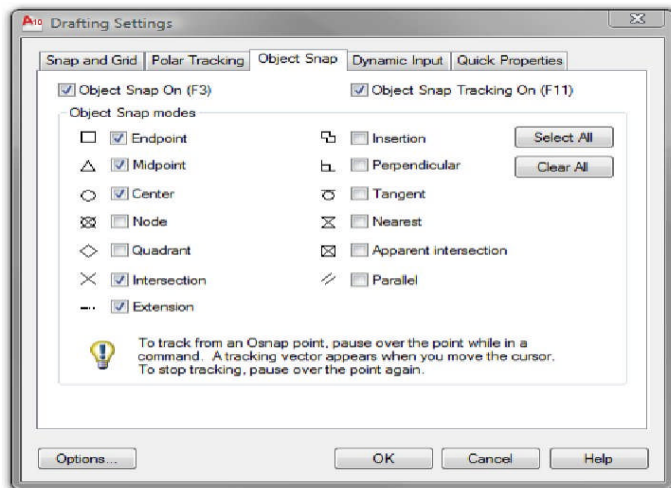 A10 Drafting Settings
Snap and Grid Polar Tracking Object Snap Dynamic Input Quick Properties
Object Snap On (F3) Object Snap Tracking On (F11)
Object Snap modes
Endpoint Insertion Select All
Midpoint Perpendicular Clear All
Center Tangent
Node Nearest
Quadrant Apparent intersection
Intersection Parallel
Extension
To track from an Osnap point, pause over the point while in a
command. A tracking vector appears when you move the cursor.
To stop tracking, pause over the point again.
Options... OK Cancel Help